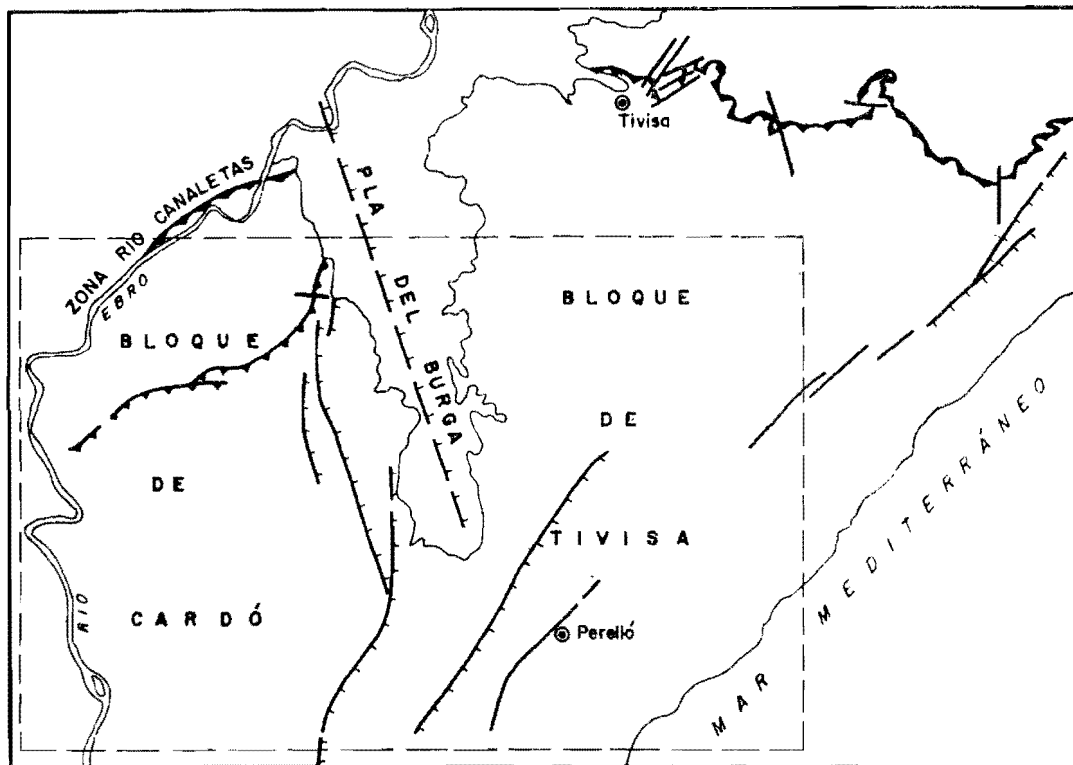 Tivisa
ZONA RIO CANALETAS
EBRO
PLA DEL BURGA
BLOQUE
DE
CARDÓ
BLOQUE
DE
TIVISA
Perelló
RIO
MAR MEDITERRÁNEO